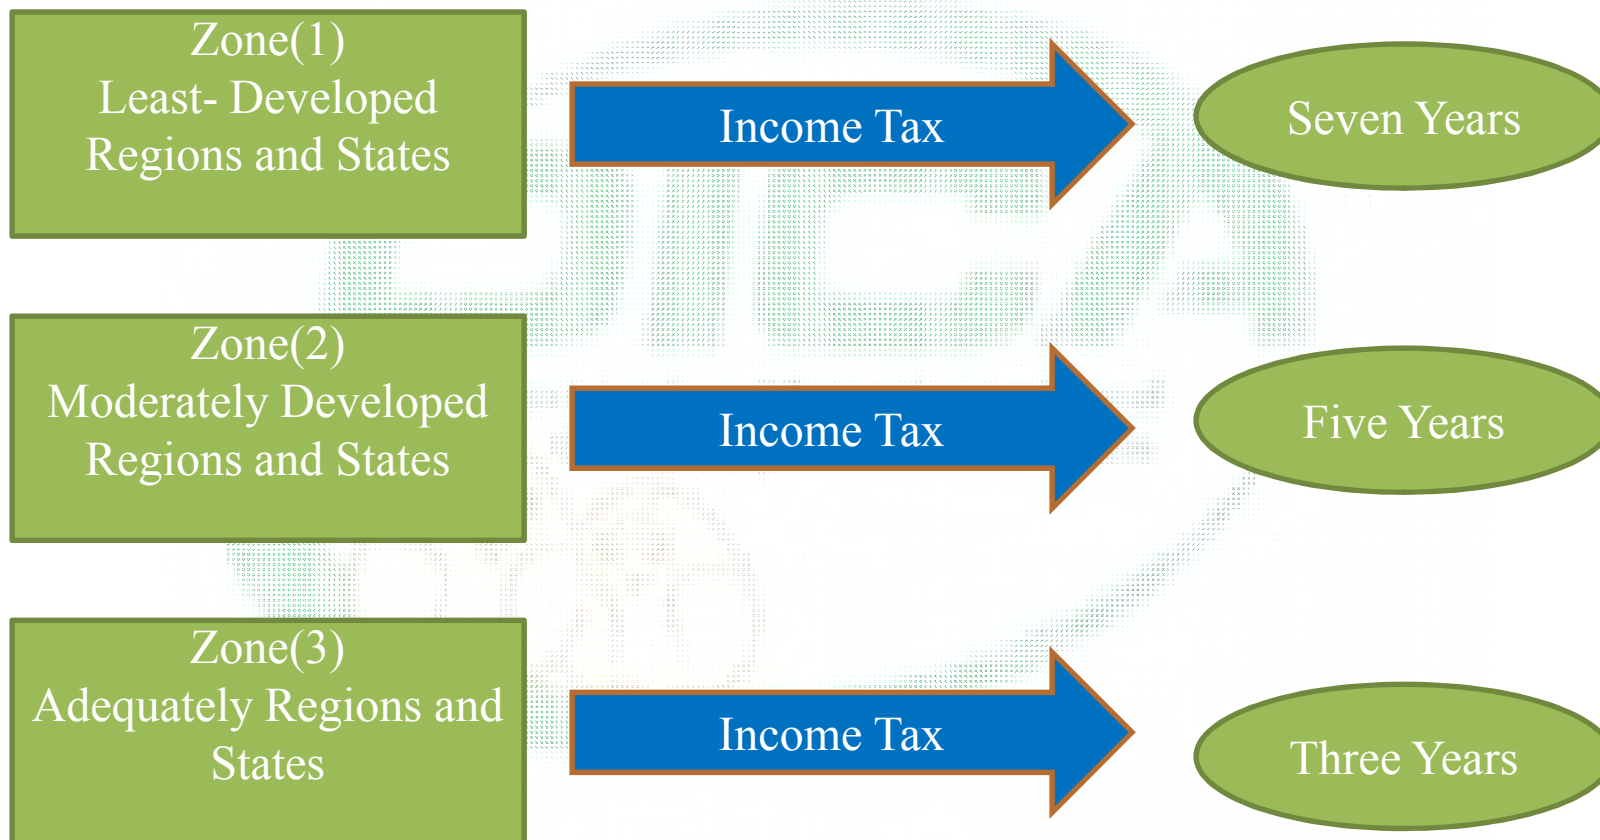 Zone(1)
Least- Developed
Regions and States
Income Tax
Seven Years
Zone(2)
Moderately Developed
Regions and States
Income Tax
Five Years
Zone(3)
Adequately Regions and
States
Income Tax
Three Years
DICA